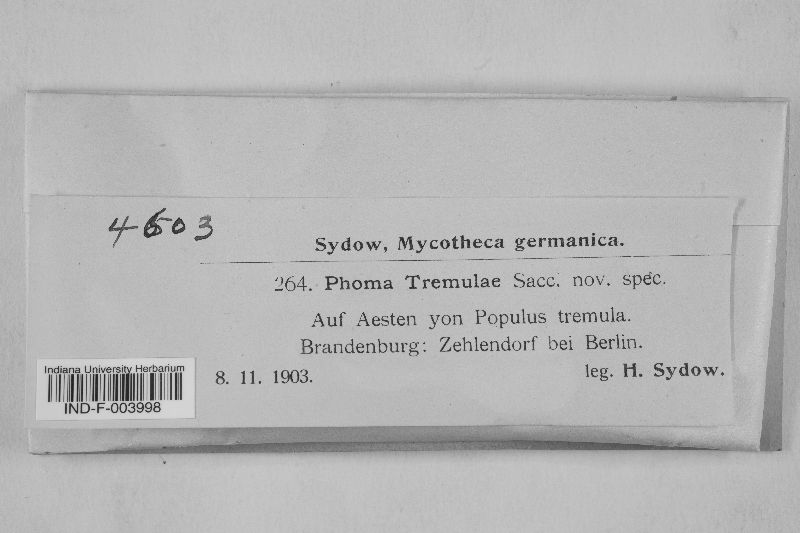 4603
Sydow, Mycotheca germanica.
264. Phoma Tremulae Sacc. nov. spec.
Auf Aesten von Populus tremula.
Brandenburg: Zehlendorf bei Berlin.
8. 11. 1903.
leg. H. Sydow.
Indiana University Herbarium
IND-F-003998